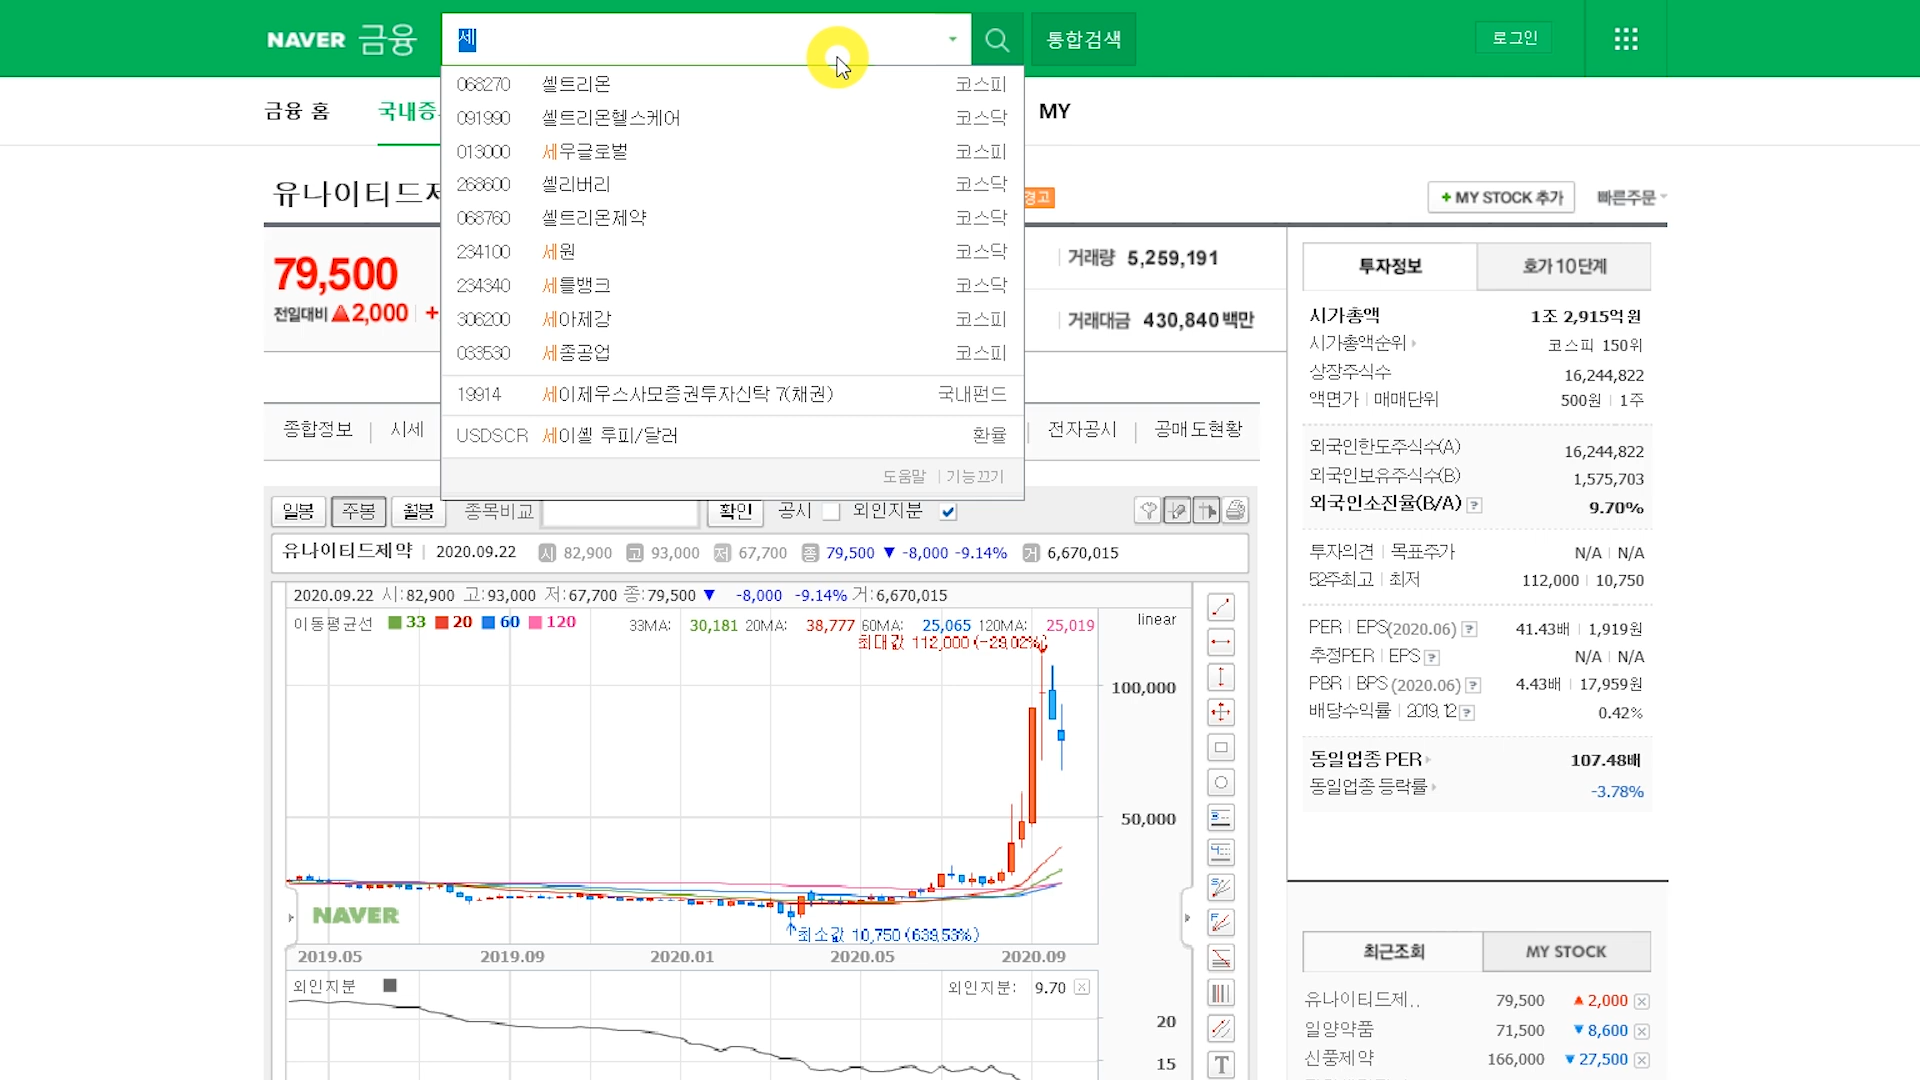 NAVER 금융
세
통합검색
로그인
금융 홈
국내증
MY
068270 셀트리온 코스피
091990 셀트리온헬스케어 코스닥
013000 세우글로벌 코스피
268600 셀리버리 코스닥
068760 셀트리온제약 코스닥
234100 세원 코스닥
234340 세틀뱅크 코스닥
306200 세아제강 코스피
033530 세종공업 코스피
19914 세이제우스사모증권투자신탁 7(채권) 국내펀드
USDSCR 세이셸 루피/달러 환율
도움말 | 기능끄기
유나이티드제
경고
+ MY STOCK 추가
빠른주문
79,500
전일대비 ▲2,000 +
거래량 5,259,191
거래대금 430,840백만
종합정보 | 시세
| 전자공시 | 공매도현황
투자정보 호가10단계
시가총액 1조 2,915억원
시가총액순위 코스피 150위
상장주식수 16,244,822
액면가 | 매매단위 500원 | 1주
외국인한도주식수(A) 16,244,822
외국인보유주식수(B) 1,575,703
외국인소진율(B/A) ? 9.70%
투자의견 | 목표주가 N/A | N/A
52주최고 | 최저 112,000 | 10,750
PER | EPS(2020.06) ? 41.43배 | 1,919원
추정PER | EPS ? N/A | N/A
PBR | BPS (2020.06) ? 4.43배 | 17,959원
배당수익률 | 2019.12 ? 0.42%
동일업종 PER 107.48배
동일업종 등락률 -3.78%
일봉 주봉 월봉 종목비교 확인 공시 외인지분
유나이티드제약 | 2020.09.22 시 82,900 고 93,000 저 67,700 종 79,500 ▼ -8,000 -9.14% 거 6,670,015
2020.09.22 시:82,900 고:93,000 저:67,700 종:79,500 ▼ -8,000 -9.14% 거:6,670,015
이동평균선 33 20 60 120 33MA: 30,181 20MA: 38,777 60MA: 25,065 120MA: 25,019
linear
최대값 112,000 (-29.02%)
100,000
50,000
NAVER
최소값 10,750 (639.53%)
2019.05 2019.09 2020.01 2020.05 2020.09
외인지분 외인지분: 9.70
20
15
T
최근조회 MY STOCK
유나이티드제.. 79,500 ▲2,000
일양약품 71,500 ▼8,600
신풍제약 166,000 ▼27,500